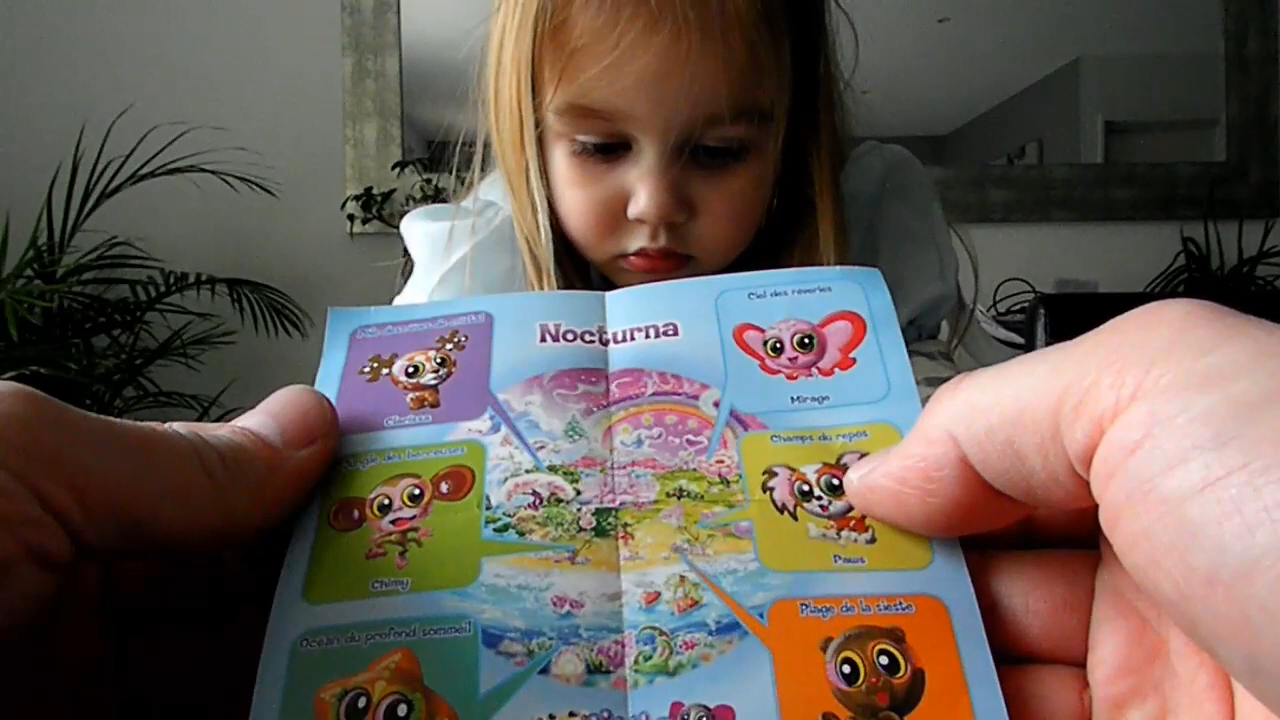 Nocturna
Clarissa
Ciel des rêveries
Mirage
Jungle des berceuses
Chimy
Champs du repos
Paws
Océan du profond sommeil
Plage de la sieste